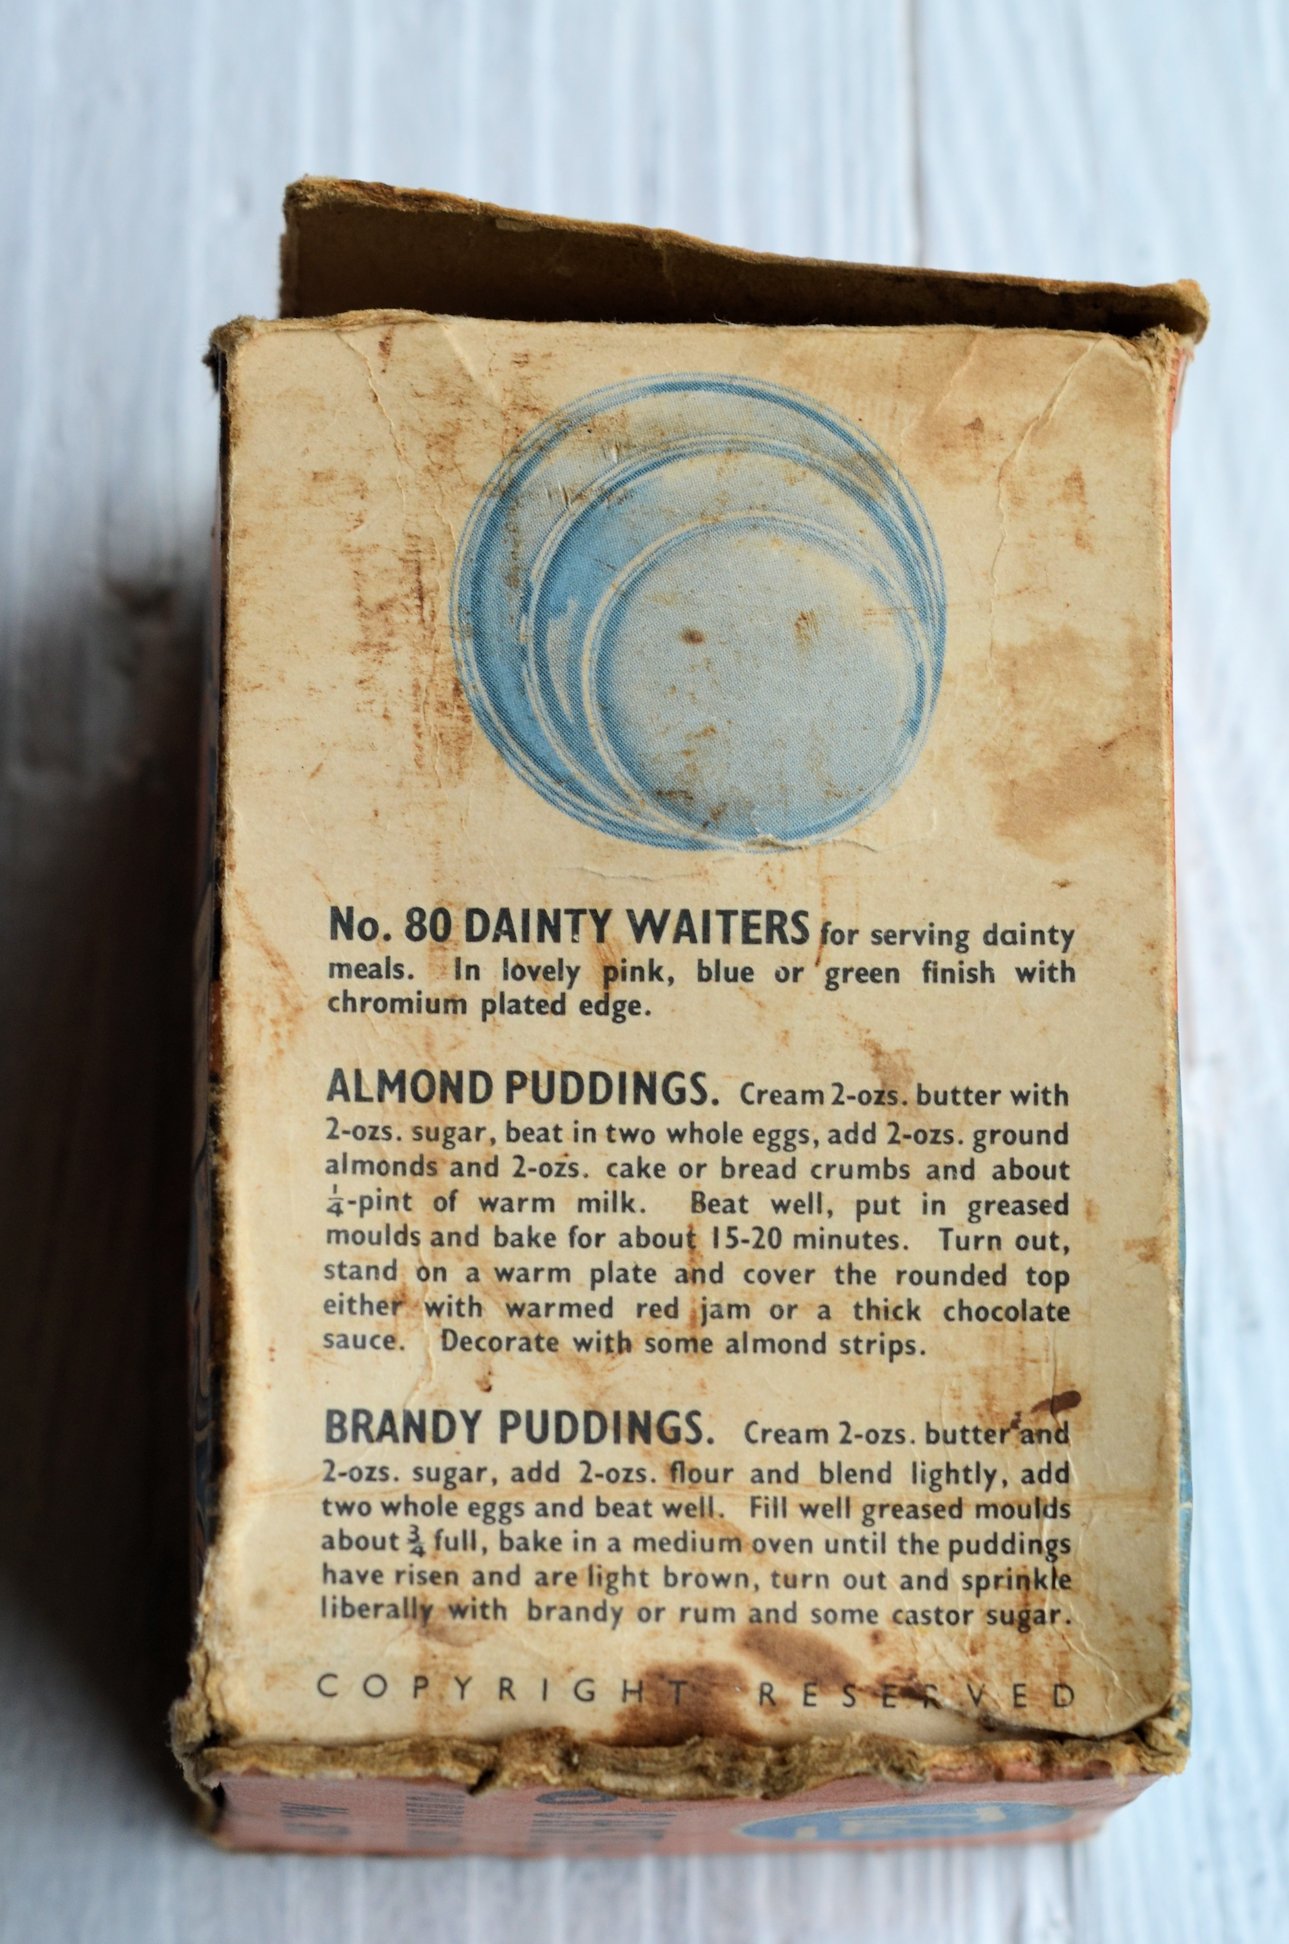 No. 80 DAINTY WAITERS for serving dainty
meals. In lovely pink, blue or green finish with
chromium plated edge.
ALMOND PUDDINGS. Cream 2-ozs. butter with
2-ozs. sugar, beat in two whole eggs, add 2-ozs. ground
almonds and 2-ozs. cake or bread crumbs and about
¼-pint of warm milk. Beat well, put in greased
moulds and bake for about 15-20 minutes. Turn out,
stand on a warm plate and cover the rounded top
either with warmed red jam or a thick chocolate
sauce. Decorate with some almond strips.
BRANDY PUDDINGS. Cream 2-ozs. butter and
2-ozs. sugar, add 2-ozs. flour and blend lightly, add
two whole eggs and beat well. Fill well greased moulds
about ¾ full, bake in a medium oven until the puddings
have risen and are light brown, turn out and sprinkle
liberally with brandy or rum and some castor sugar.
COPYRIGHT RESERVED